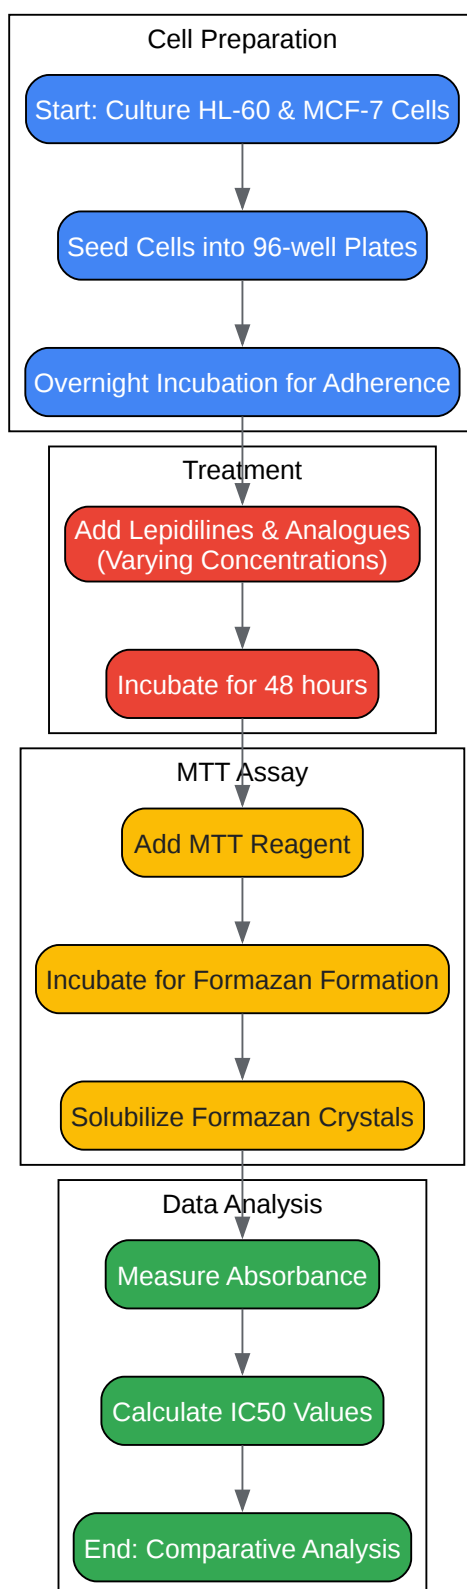 Cell Preparation
Start: Culture HL-60 & MCF-7 Cells
Seed Cells into 96-well Plates
Overnight Incubation for Adherence
Treatment
Add Lepidilines & Analogues
(Varying Concentrations)
Incubate for 48 hours
MTT Assay
Add MTT Reagent
Incubate for Formazan Formation
Solubilize Formazan Crystals
Data Analysis
Measure Absorbance
Calculate IC50 Values
End: Comparative Analysis